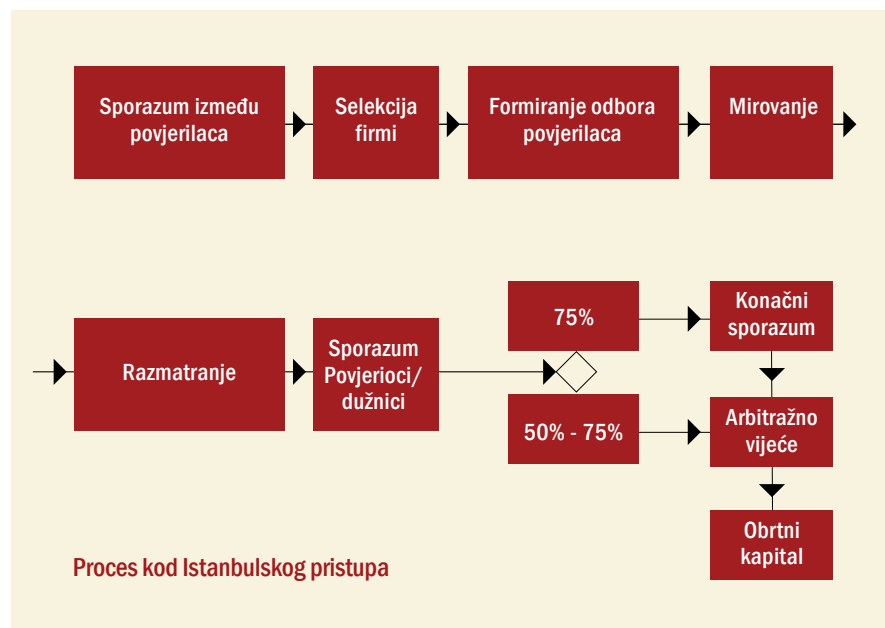 Sporazum između
povjerilaca
Selekcija
firmi
Formiranje odbora
povjerilaca
Mirovanje
Razmatranje
Sporazum
Povjerioci/
dužnici
75%
50% - 75%
Konačni
sporazum
Arbitražno
vijeće
Obrtni
kapital
Proces kod Istanbulskog pristupa